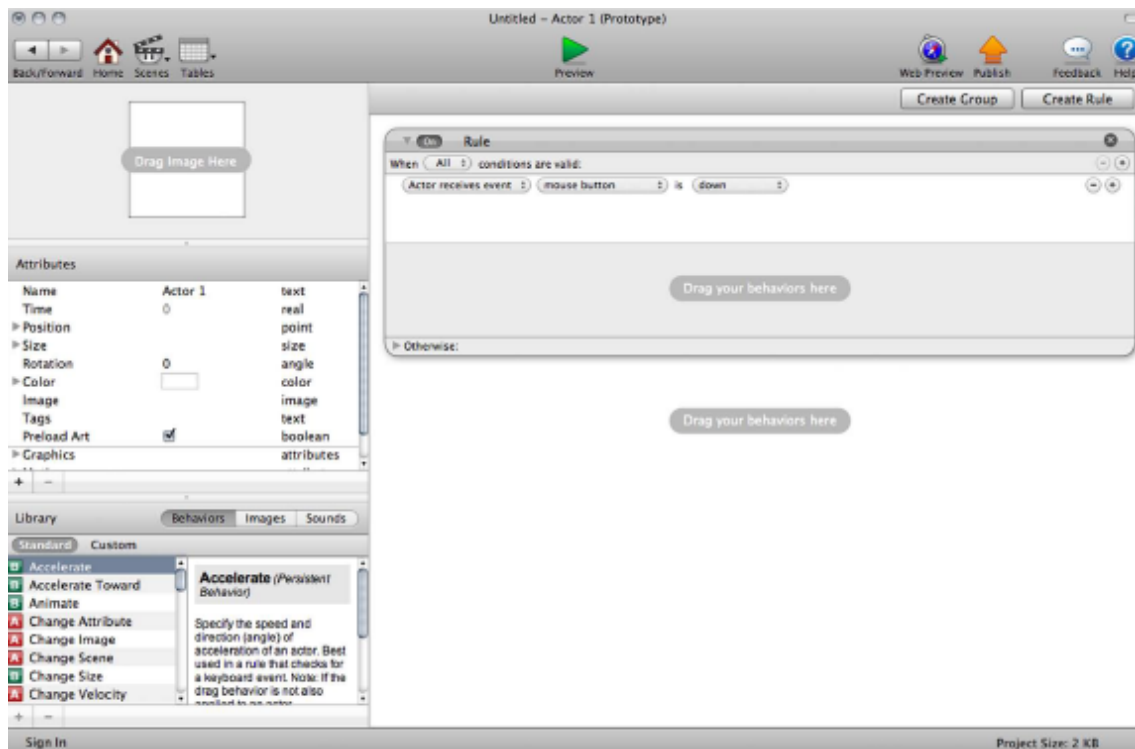 Untitled – Actor 1 (Prototype)
Back/Forward Home Scenes Tables Preview Web Preview Publish Feedback Help
Create Group Create Rule
Drag Image Here
On Rule
When All conditions are valid:
Actor receives event mouse button is down
Drag your behaviors here
Otherwise:
Drag your behaviors here
Attributes
Name Actor 1 text
Time 0 real
Position point
Size size
Rotation 0 angle
Color color
Image image
Tags text
Preload Art boolean
Graphics attributes
Library Behaviors Images Sounds
Standard Custom
B Accelerate
B Accelerate Toward
B Animate
A Change Attribute
A Change Image
A Change Scene
B Change Size
A Change Velocity
Accelerate (Persistent
Behavior)
Specify the speed and
direction (angle) of
acceleration of an actor. Best
used in a rule that checks for
a keyboard event. Note: If the
drag behavior is not also
applied to an actor
Sign In Project Size: 2 KB